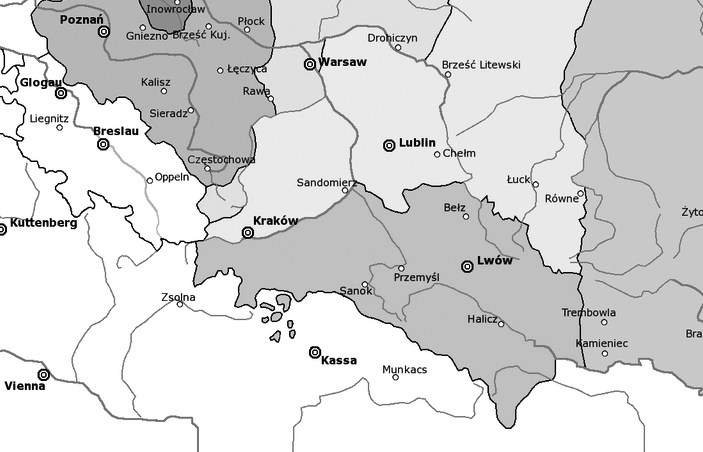 Inowrocław
Poznań
Płock
Gniezno
Brześć Kuj.
Drohiczyn
Warsaw
Brześć Litewski
Łęczyca
Glogau
Kalisz
Rawa
Liegnitz
Sieradz
Breslau
Lublin
Chełm
Częstochowa
Oppeln
Sandomierz
Łuck
Równe
Bełz
Żyto
Kuttenberg
Kraków
Lwów
Przemyśl
Sanok
Zsolna
Halicz
Trembowla
Bra
Kamieniec
Kassa
Munkacs
Vienna